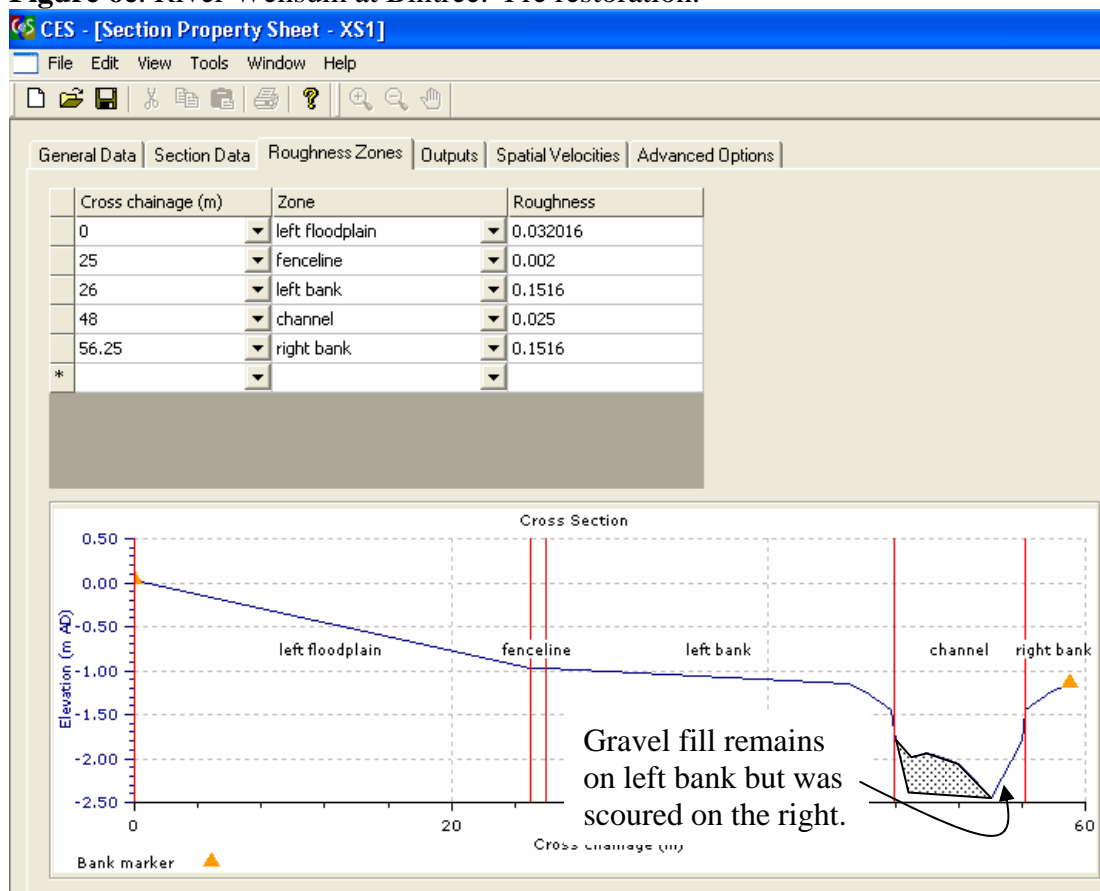 CES - [Section Property Sheet - XS1]
File Edit View Tools Window Help
General Data Section Data Roughness Zones Outputs Spatial Velocities Advanced Options
Cross chainage (m) Zone Roughness
0 left floodplain 0.032016
25 fenceline 0.002
26 left bank 0.1516
48 channel 0.025
56.25 right bank 0.1516
*
Cross Section
0.50
0.00
-0.50
-1.00
-1.50
-2.00
-2.50
Elevation (m AD)
left floodplain fenceline left bank channel right bank
Gravel fill remains
on left bank but was
scoured on the right.
0 20 60
Cross chainage (m)
Bank marker